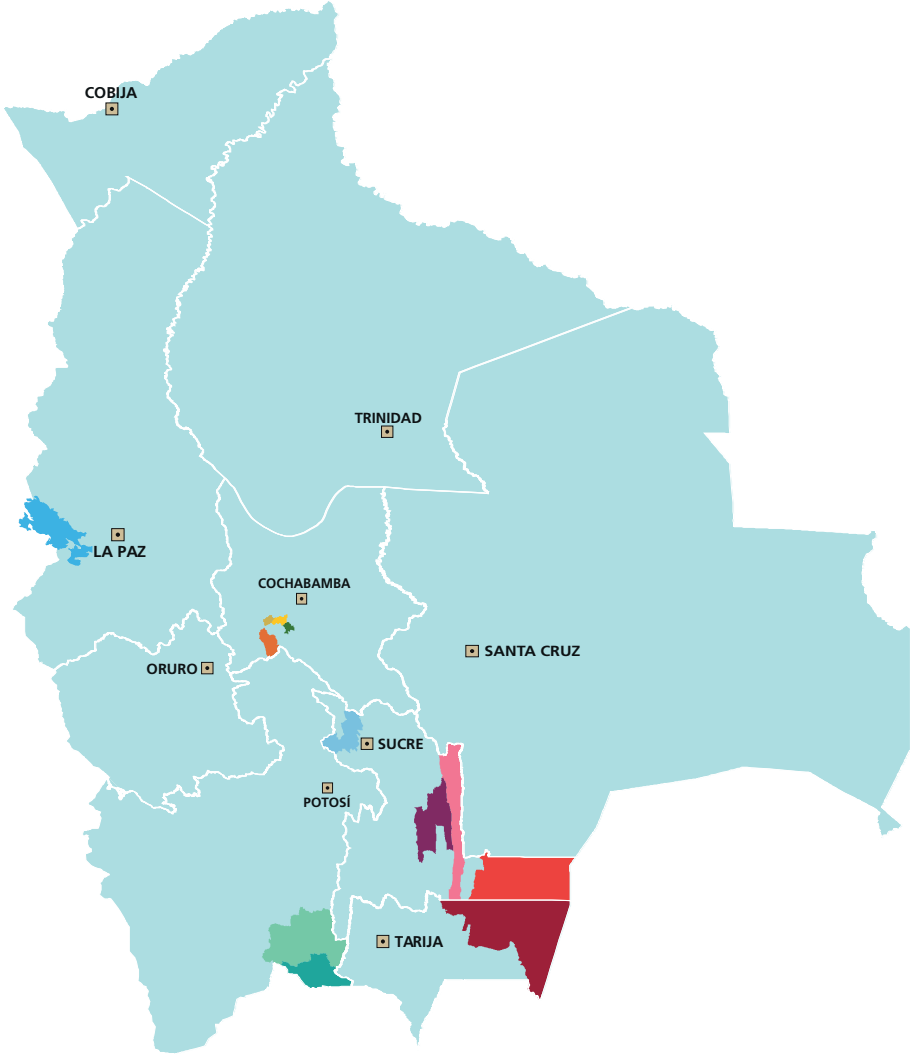 COBIJA
TRINIDAD
LA PAZ
COCHABAMBA
SANTA CRUZ
ORURO
SUCRE
POTOSÍ
TARIJA